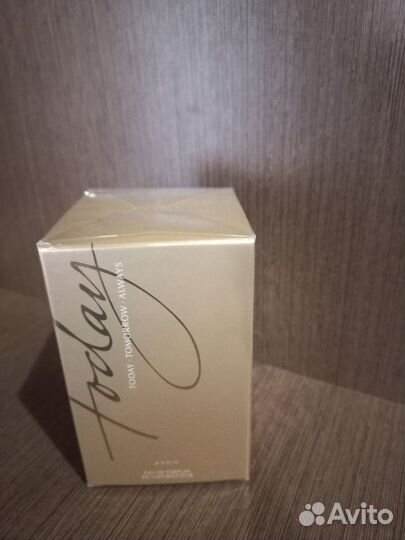 today
TODAY · TOMORROW · ALWAYS
AVON
EAU DE PARFUM
EN VAPORISATEUR
Avito